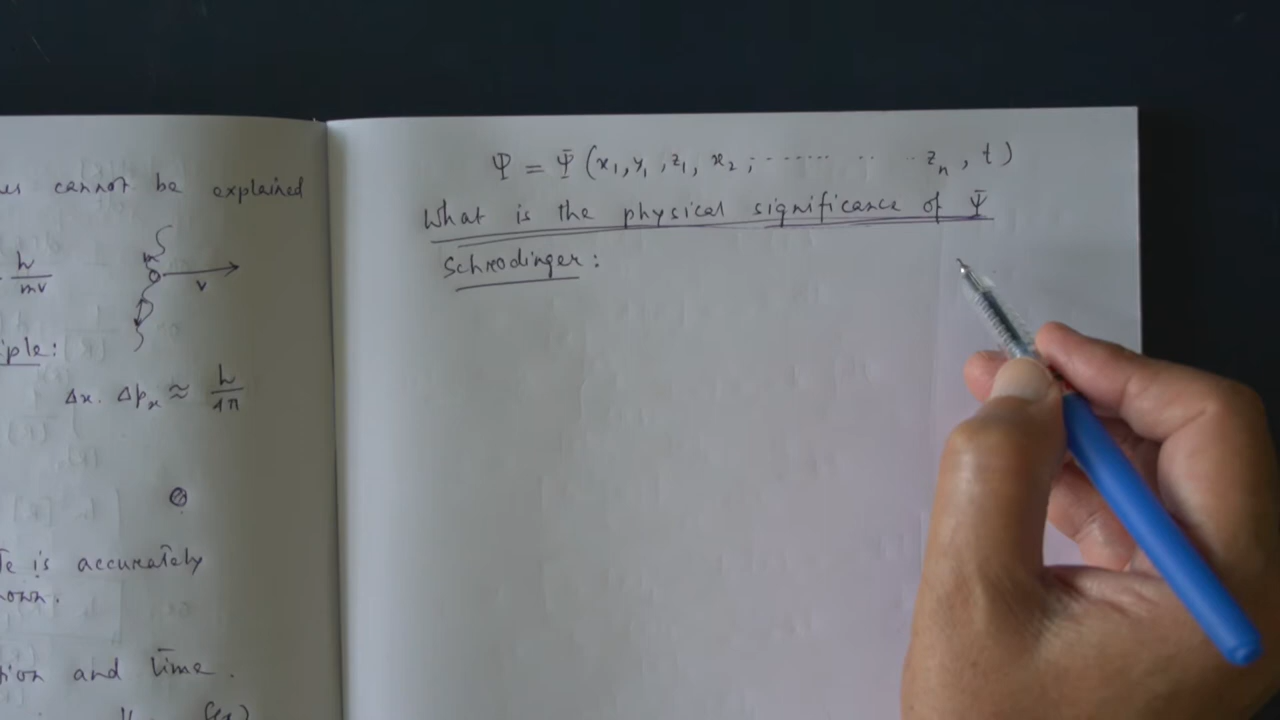 cannot be explained
h
mv
v
iple:
Δx. Δpₓ ≈ h
4π
te is accurately
own.
tion and time.
Ψ = Ψ (x₁, y₁, z₁, x₂, ............ zₙ, t)
What is the physical significance of Ψ
Schrodinger: